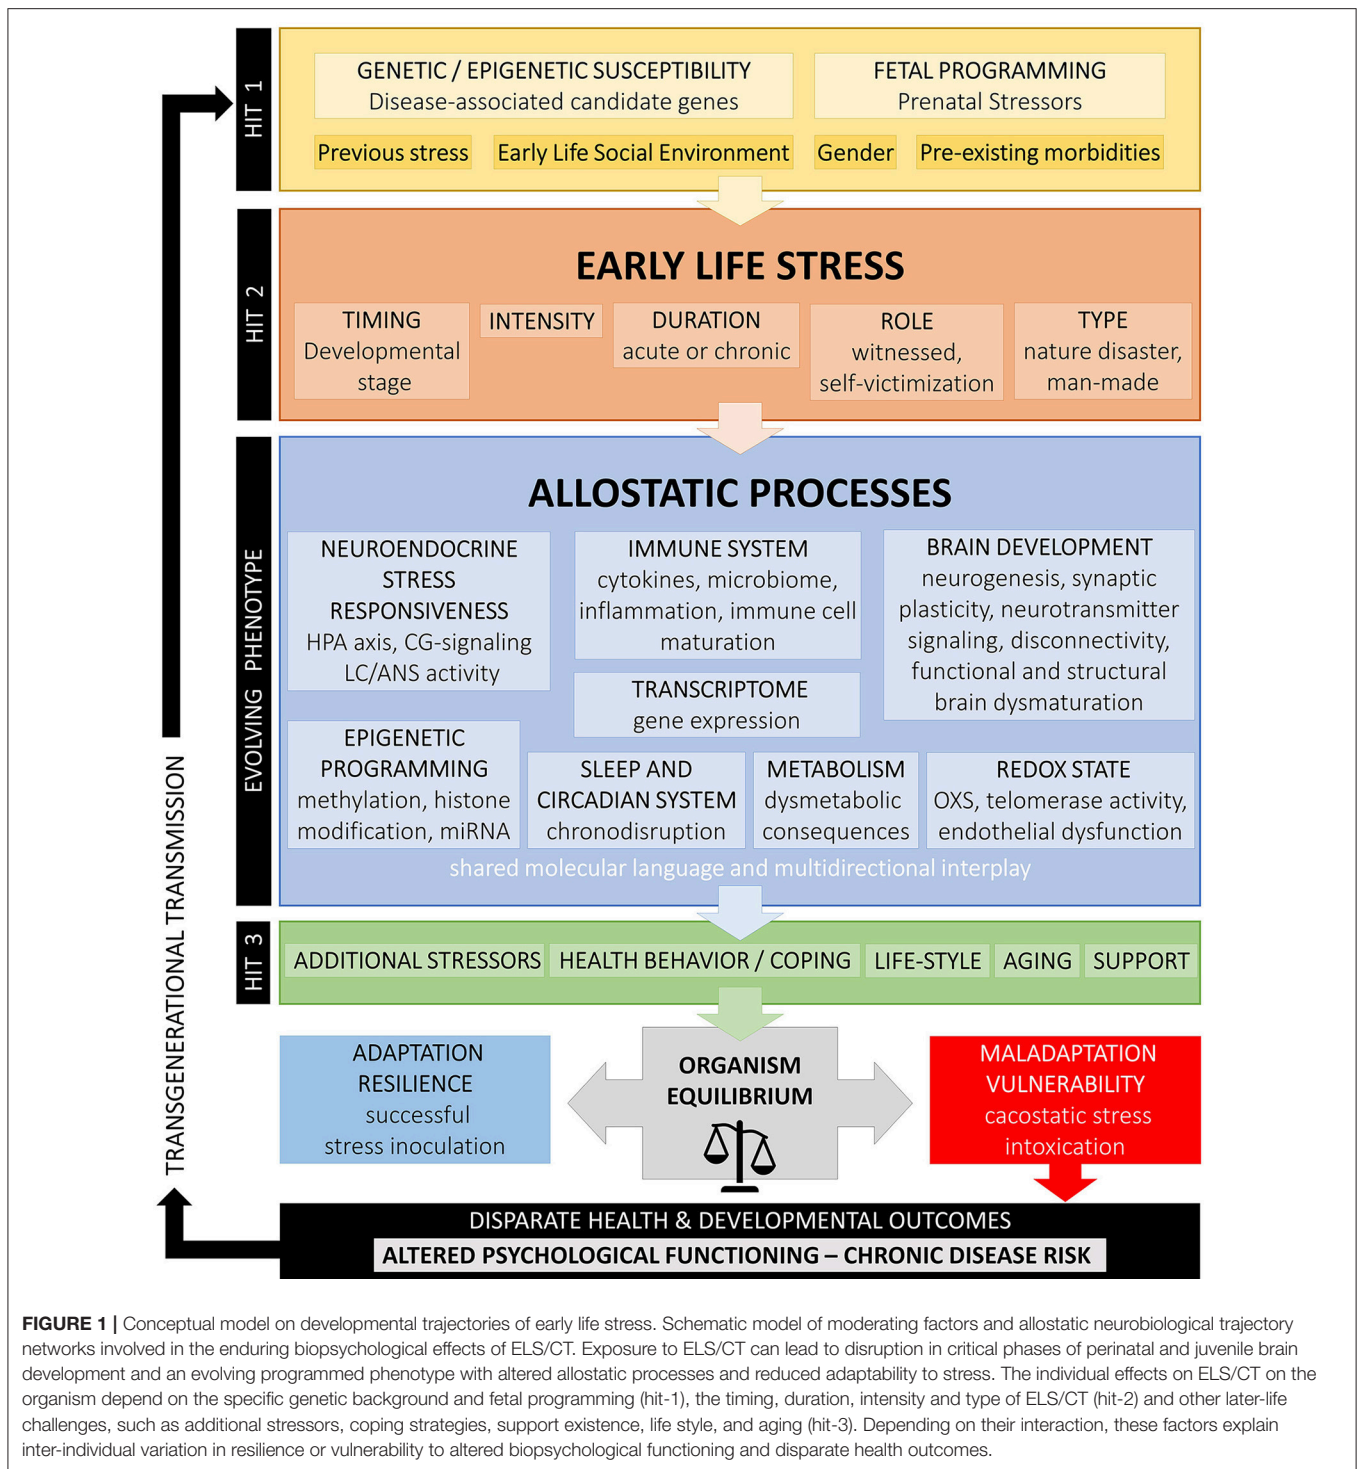 HIT 1
GENETIC / EPIGENETIC SUSCEPTIBILITY
Disease-associated candidate genes
FETAL PROGRAMMING
Prenatal Stressors
Previous stress
Early Life Social Environment
Gender
Pre-existing morbidities
HIT 2
EARLY LIFE STRESS
TIMING
Developmental
stage
INTENSITY
DURATION
acute or chronic
ROLE
witnessed,
self-victimization
TYPE
nature disaster,
man-made
EVOLVING PHENOTYPE
ALLOSTATIC PROCESSES
NEUROENDOCRINE
STRESS
RESPONSIVENESS
HPA axis, CG-signaling
LC/ANS activity
IMMUNE SYSTEM
cytokines, microbiome,
inflammation, immune cell
maturation
BRAIN DEVELOPMENT
neurogenesis, synaptic
plasticity, neurotransmitter
signaling, disconnectivity,
functional and structural
brain dysmaturation
TRANSCRIPTOME
gene expression
EPIGENETIC
PROGRAMMING
methylation, histone
modification, miRNA
SLEEP AND
CIRCADIAN SYSTEM
chronodisruption
METABOLISM
dysmetabolic
consequences
REDOX STATE
OXS, telomerase activity,
endothelial dysfunction
shared molecular language and multidirectional interplay
HIT 3
ADDITIONAL STRESSORS
HEALTH BEHAVIOR / COPING
LIFE-STYLE
AGING
SUPPORT
ADAPTATION
RESILIENCE
successful
stress inoculation
ORGANISM
EQUILIBRIUM
MALADAPTATION
VULNERABILITY
cacostatic stress
intoxication
DISPARATE HEALTH & DEVELOPMENTAL OUTCOMES
ALTERED PSYCHOLOGICAL FUNCTIONING – CHRONIC DISEASE RISK
TRANSGENERATIONAL TRANSMISSION
FIGURE 1 | Conceptual model on developmental trajectories of early life stress. Schematic model of moderating factors and allostatic neurobiological trajectory
networks involved in the enduring biopsychological effects of ELS/CT. Exposure to ELS/CT can lead to disruption in critical phases of perinatal and juvenile brain
development and an evolving programmed phenotype with altered allostatic processes and reduced adaptability to stress. The individual effects on ELS/CT on the
organism depend on the specific genetic background and fetal programming (hit-1), the timing, duration, intensity and type of ELS/CT (hit-2) and other later-life
challenges, such as additional stressors, coping strategies, support existence, life style, and aging (hit-3). Depending on their interaction, these factors explain
inter-individual variation in resilience or vulnerability to altered biopsychological functioning and disparate health outcomes.